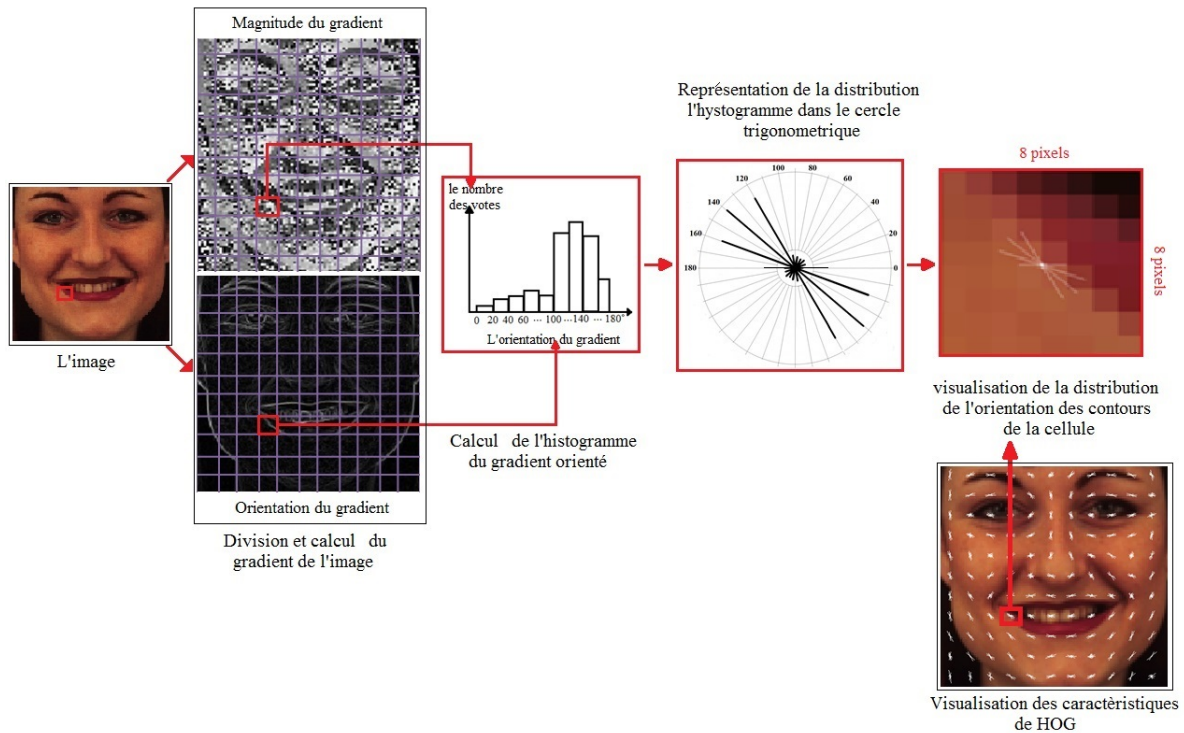 Magnitude du gradient
L'image
Orientation du gradient
Division et calcul du
gradient de l'image
le nombre
des votes
0 20 40 60 ... 100 ...140 ... 180°
L'orientation du gradient
Calcul de l'histogramme
du gradient orienté
Représentation de la distribution
l'hystogramme dans le cercle
trigonometrique
100 80
120 60
140 40
160 20
180 0
8 pixels
8 pixels
visualisation de la distribution
de l'orientation des contours
de la cellule
Visualisation des caractèristiques
de HOG